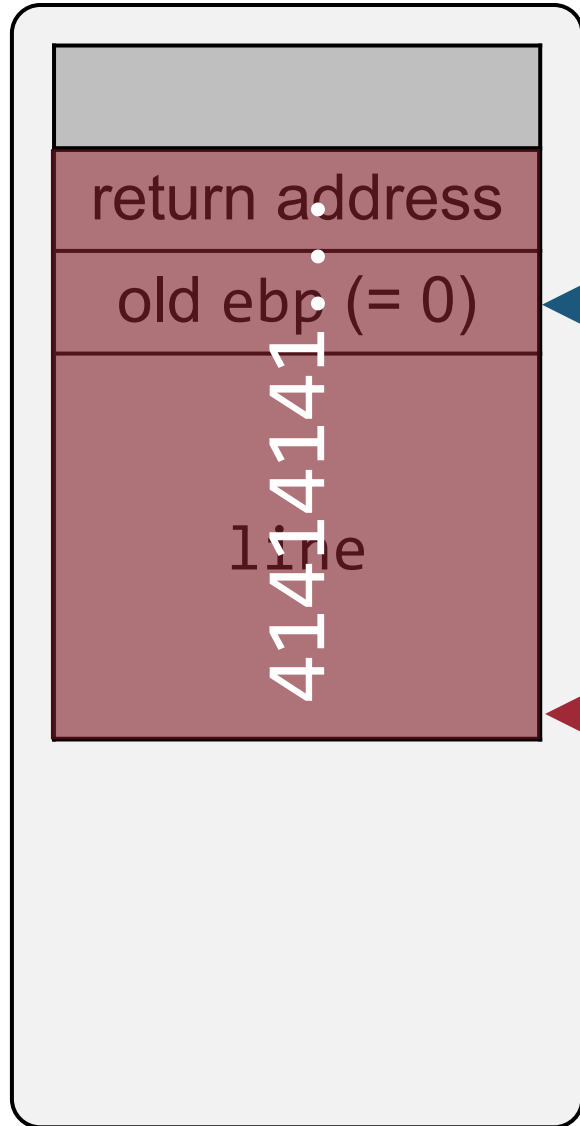 return address
old ebp (= 0)
line
41414141...